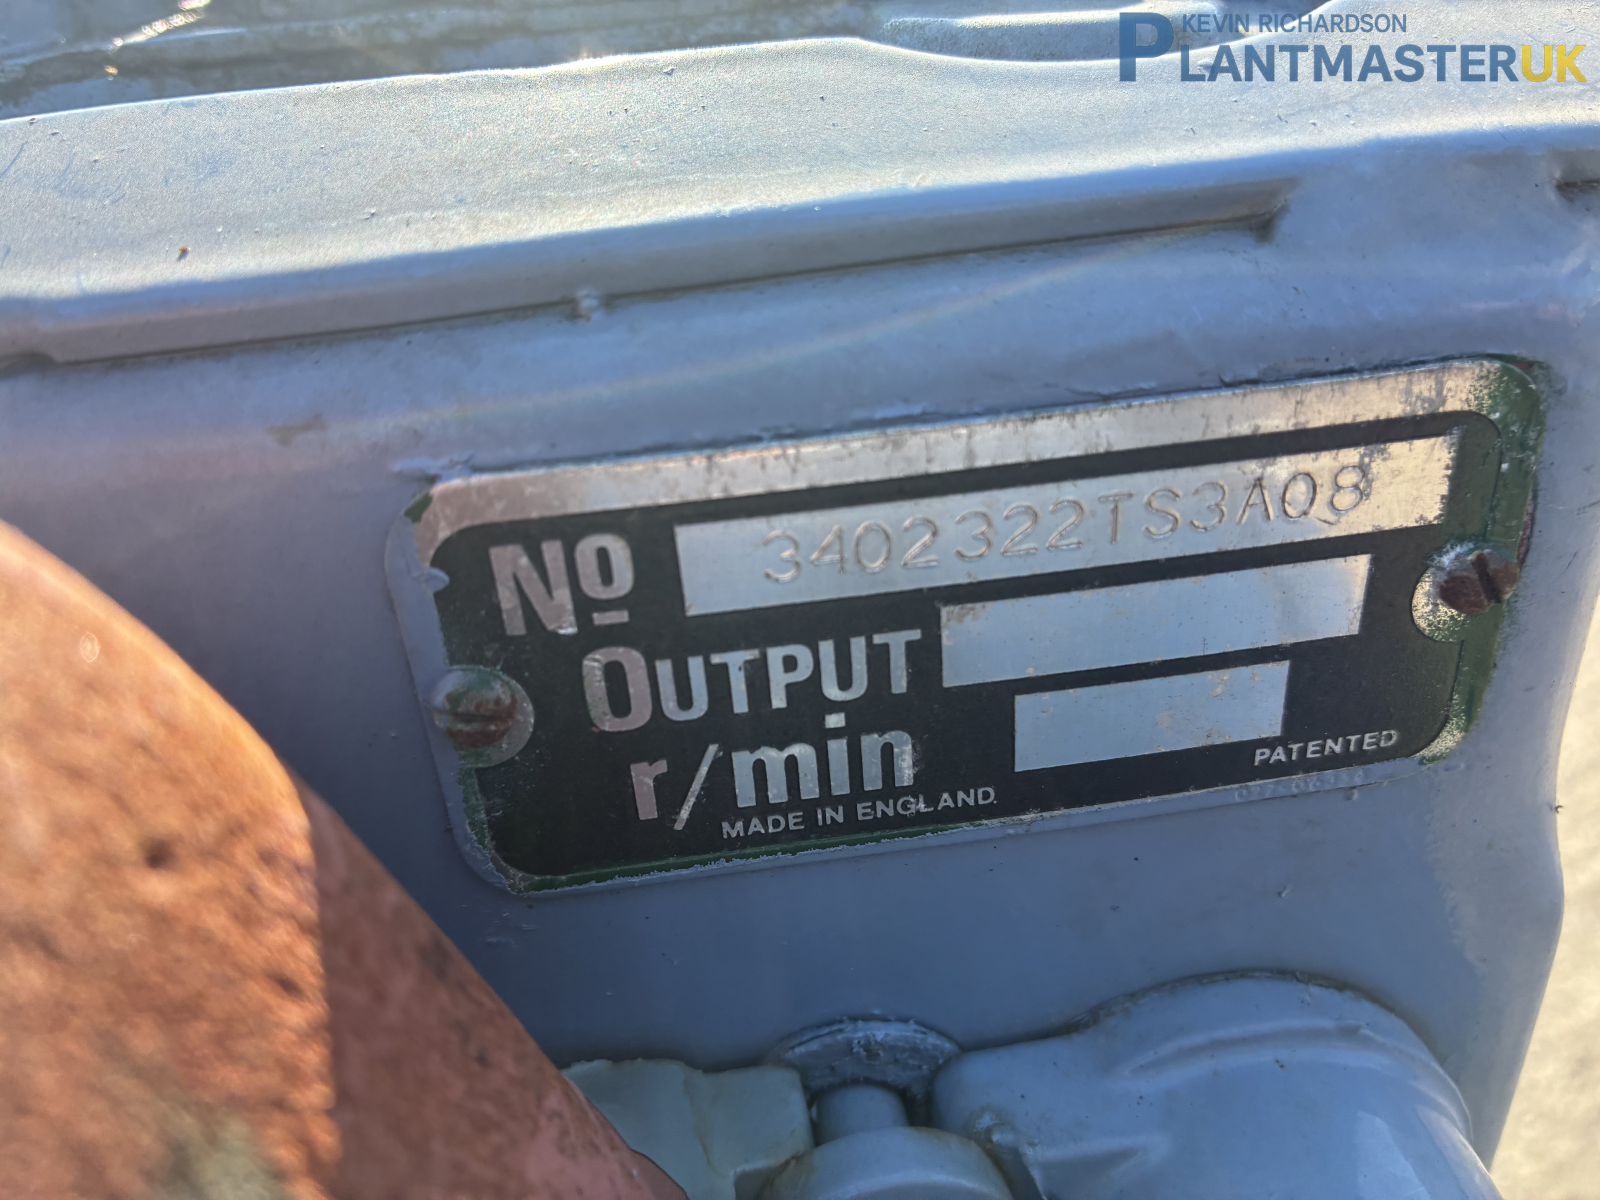 KEVIN RICHARDSON
PLANTMASTERUK
Nº 3402322TS3A08
OUTPUT
r/min
MADE IN ENGLAND.
PATENTED